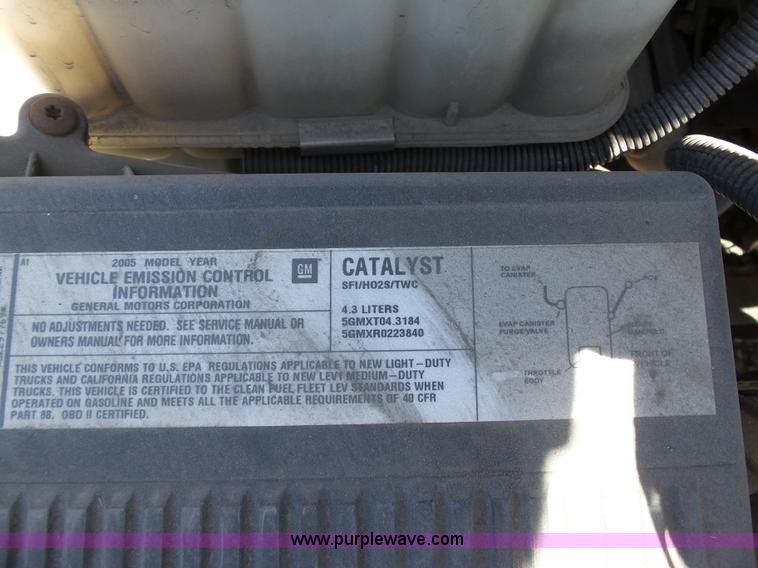 A1
2005 MODEL YEAR
VEHICLE EMISSION CONTROL
INFORMATION
GENERAL MOTORS CORPORATION
GM
NO ADJUSTMENTS NEEDED. SEE SERVICE MANUAL OR
OWNERS MANUAL FOR MORE INFORMATION.
CATALYST
SFI/HO2S/TWC
4.3 LITERS
5GMXT04.3184
5GMXR0223840
THIS VEHICLE CONFORMS TO U.S. EPA REGULATIONS APPLICABLE TO NEW LIGHT-DUTY
TRUCKS AND CALIFORNIA REGULATIONS APPLICABLE TO NEW LEV1 MEDIUM-DUTY
TRUCKS. THIS VEHICLE IS CERTIFIED TO THE CLEAN FUEL FLEET LEV STANDARDS WHEN
OPERATED ON GASOLINE AND MEETS ALL THE APPLICABLE REQUIREMENTS OF 40 CFR
PART 88. OBD II CERTIFIED.
TO EVAP
CANISTER
PCV
EVAP CANISTER
PURGE VALVE
MANIFOLD
THROTTLE
BODY
FRONT OF
VEHICLE
www.purplewave.com